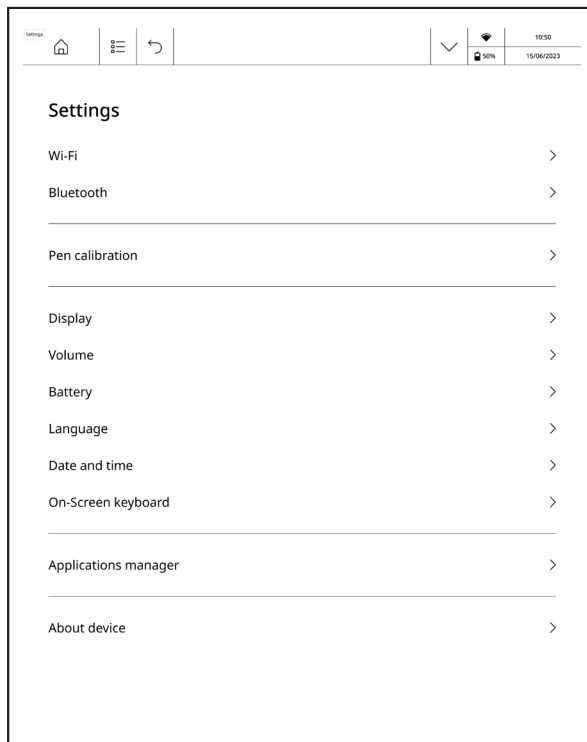 Settings
10:50
50%
15/06/2023
Settings
Wi-Fi
Bluetooth
Pen calibration
Display
Volume
Battery
Language
Date and time
On-Screen keyboard
Applications manager
About device